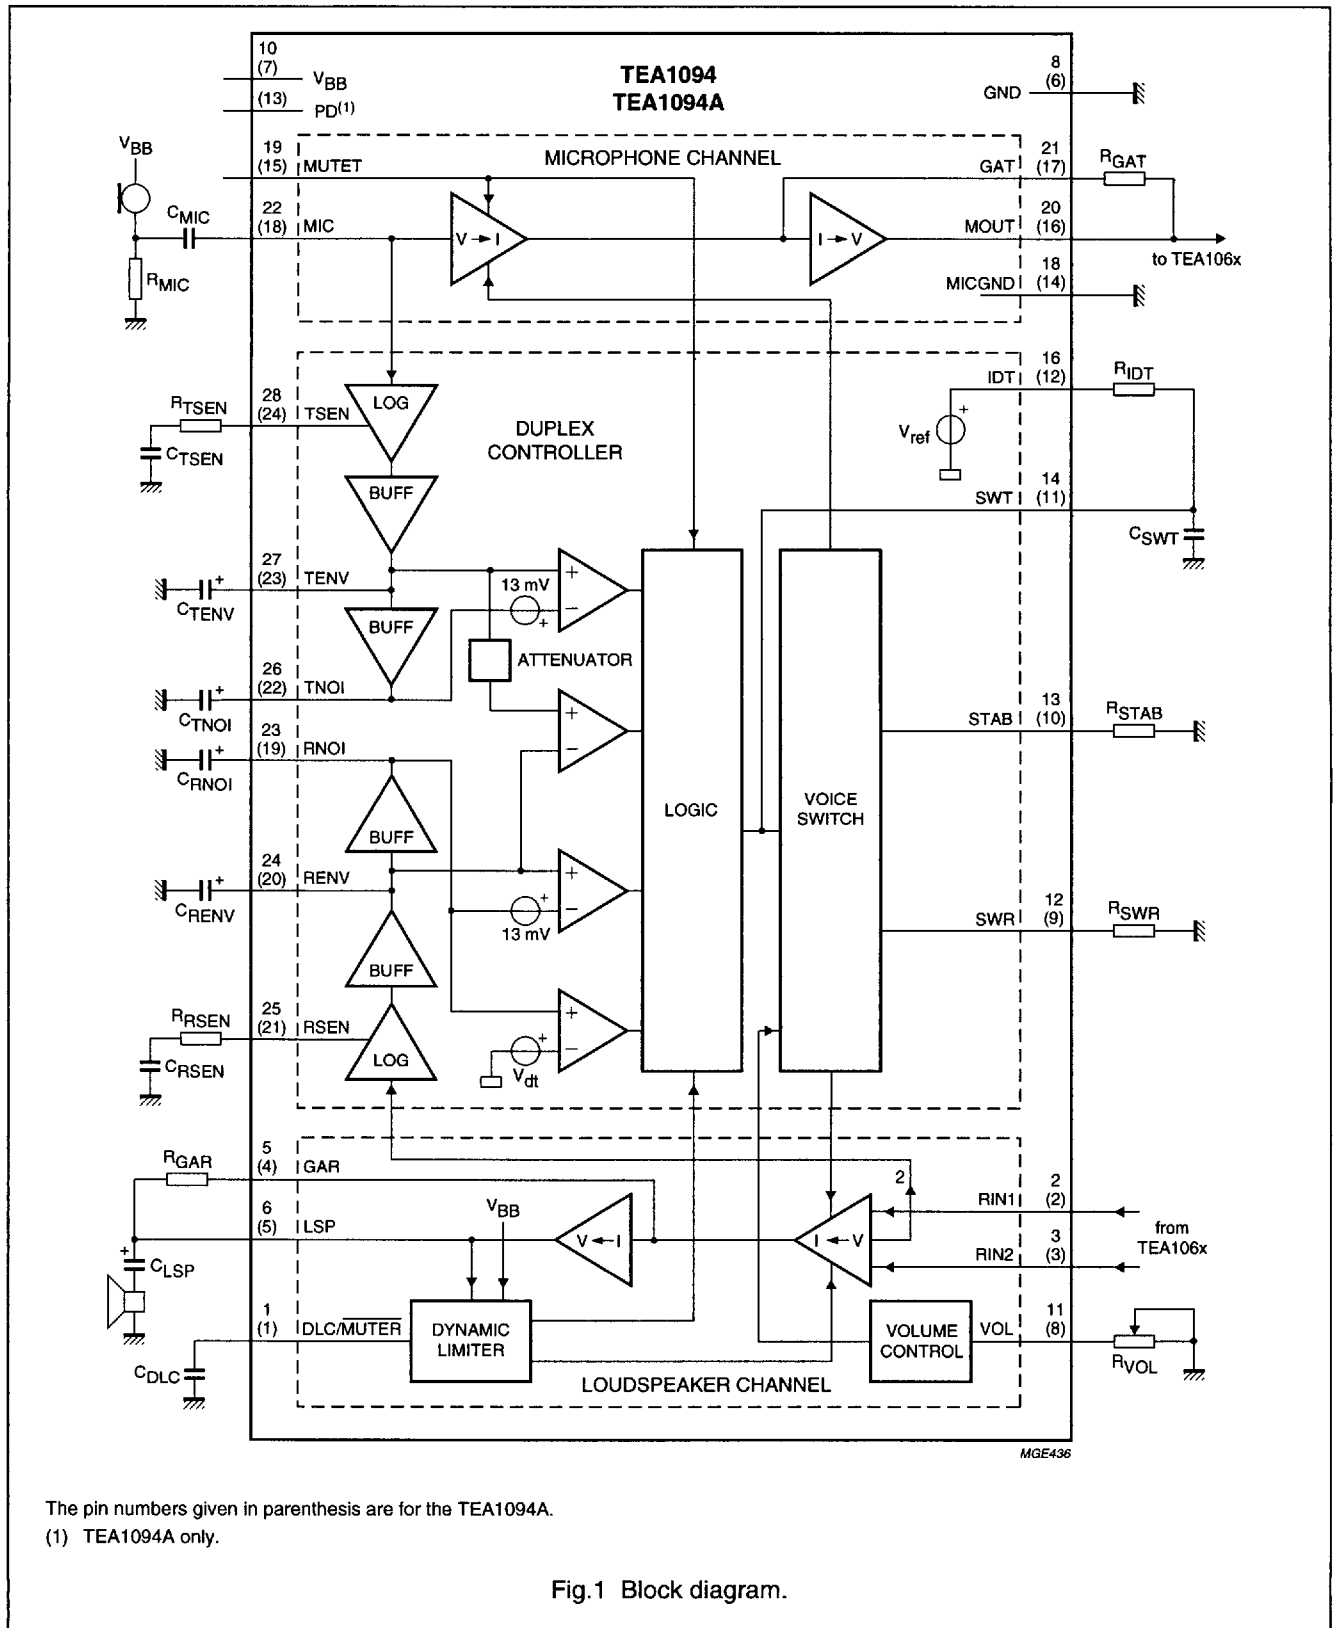 TEA1094
TEA1094A
10
(7)
VBB
(13)
PD(1)
8
(6)
GND
MICROPHONE CHANNEL
VBB
19
(15)
MUTET
GAT
21
(17)
RGAT
CMIC
22
(18)
MIC
V → I
I → V
MOUT
20
(16)
to TEA106x
RMIC
MICGND
18
(14)
DUPLEX
CONTROLLER
IDT
16
(12)
RIDT
Vref
RTSEN
28
(24)
TSEN
LOG
CTSEN
BUFF
SWT
14
(11)
CSWT
27
(23)
TENV
CTENV
13 mV
+
+
−
BUFF
ATTENUATOR
26
(22)
TNOI
CTNOI
+
−
STAB
13
(10)
RSTAB
23
(19)
RNOI
CRNOI
BUFF
LOGIC
VOICE
SWITCH
24
(20)
RENV
CRENV
+
+
−
13 mV
SWR
12
(9)
RSWR
BUFF
25
(21)
RSEN
RRSEN
CRSEN
LOG
+
+
−
Vdt
5
(4)
GAR
RGAR
2
RIN1
2
(2)
6
(5)
LSP
VBB
V ← I
I ← V
from
TEA106x
RIN2
3
(3)
+
CLSP
1
(1)
DLC/MUTER
DYNAMIC
LIMITER
VOLUME
CONTROL
VOL
11
(8)
RVOL
CDLC
LOUDSPEAKER CHANNEL
MGE436
The pin numbers given in parenthesis are for the TEA1094A.
(1) TEA1094A only.
Fig.1 Block diagram.